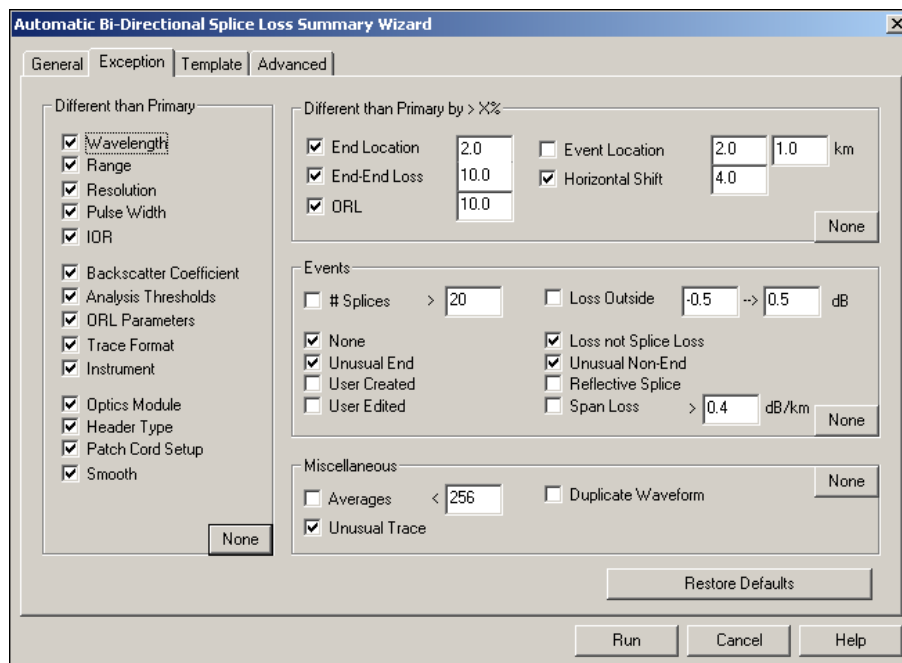 Automatic Bi-Directional Splice Loss Summary Wizard
General Exception Template Advanced
Different than Primary
Wavelength
Range
Resolution
Pulse Width
IOR
Backscatter Coefficient
Analysis Thresholds
ORL Parameters
Trace Format
Instrument
Optics Module
Header Type
Patch Cord Setup
Smooth
None
Different than Primary by > X%
End Location 2.0 Event Location 2.0 1.0 km
End-End Loss 10.0 Horizontal Shift 4.0
ORL 10.0
None
Events
# Splices > 20 Loss Outside -0.5 --> 0.5 dB
None Loss not Splice Loss
Unusual End Unusual Non-End
User Created Reflective Splice
User Edited Span Loss > 0.4 dB/km
None
Miscellaneous
None
Averages < 256 Duplicate Waveform
Unusual Trace
Restore Defaults
Run Cancel Help